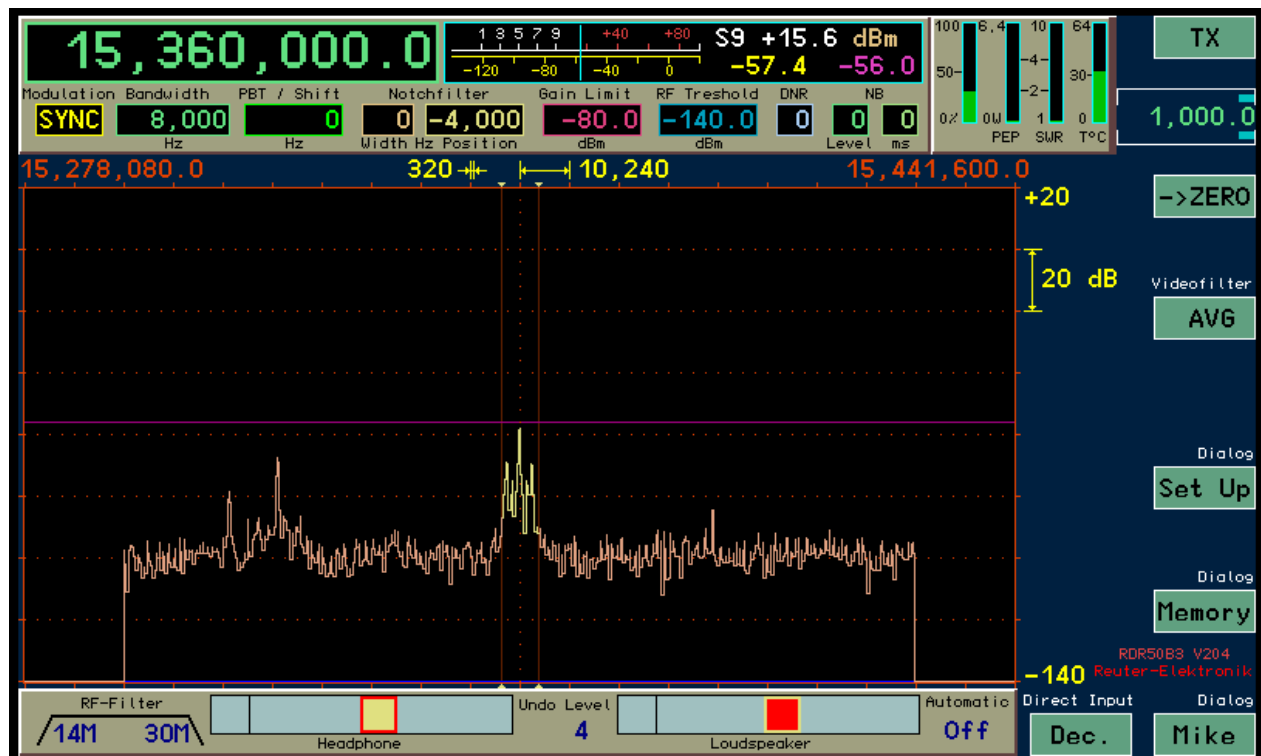 15,360,000.0
1 3 5 7 9 +40 +80 S9 +15.6 dBm
-120 -80 -40 0 -57.4 -56.0
100 6,4 10 64
50- -4- 30-
-2-
0% 0W 1 0
PEP SWR T°C
TX
Modulation Bandwidth PBT / Shift Notchfilter Gain Limit RF Treshold DNR NB
SYNC 8,000 0 0 -4,000 -80.0 -140.0 0 0 0
Hz Hz Width Hz Position dBm dBm Level ms
1,000.0
15,278,080.0 320 10,240 15,441,600.0
+20
->ZERO
20 dB
Videofilter
AVG
Dialog
Set Up
Dialog
Memory
RDR50B3 V204
-140 Reuter-Elektronik
RF-Filter
14M 30M
Headphone
Undo Level
4
Loudspeaker
Automatic
Off
Direct Input
Dec.
Dialog
Mike